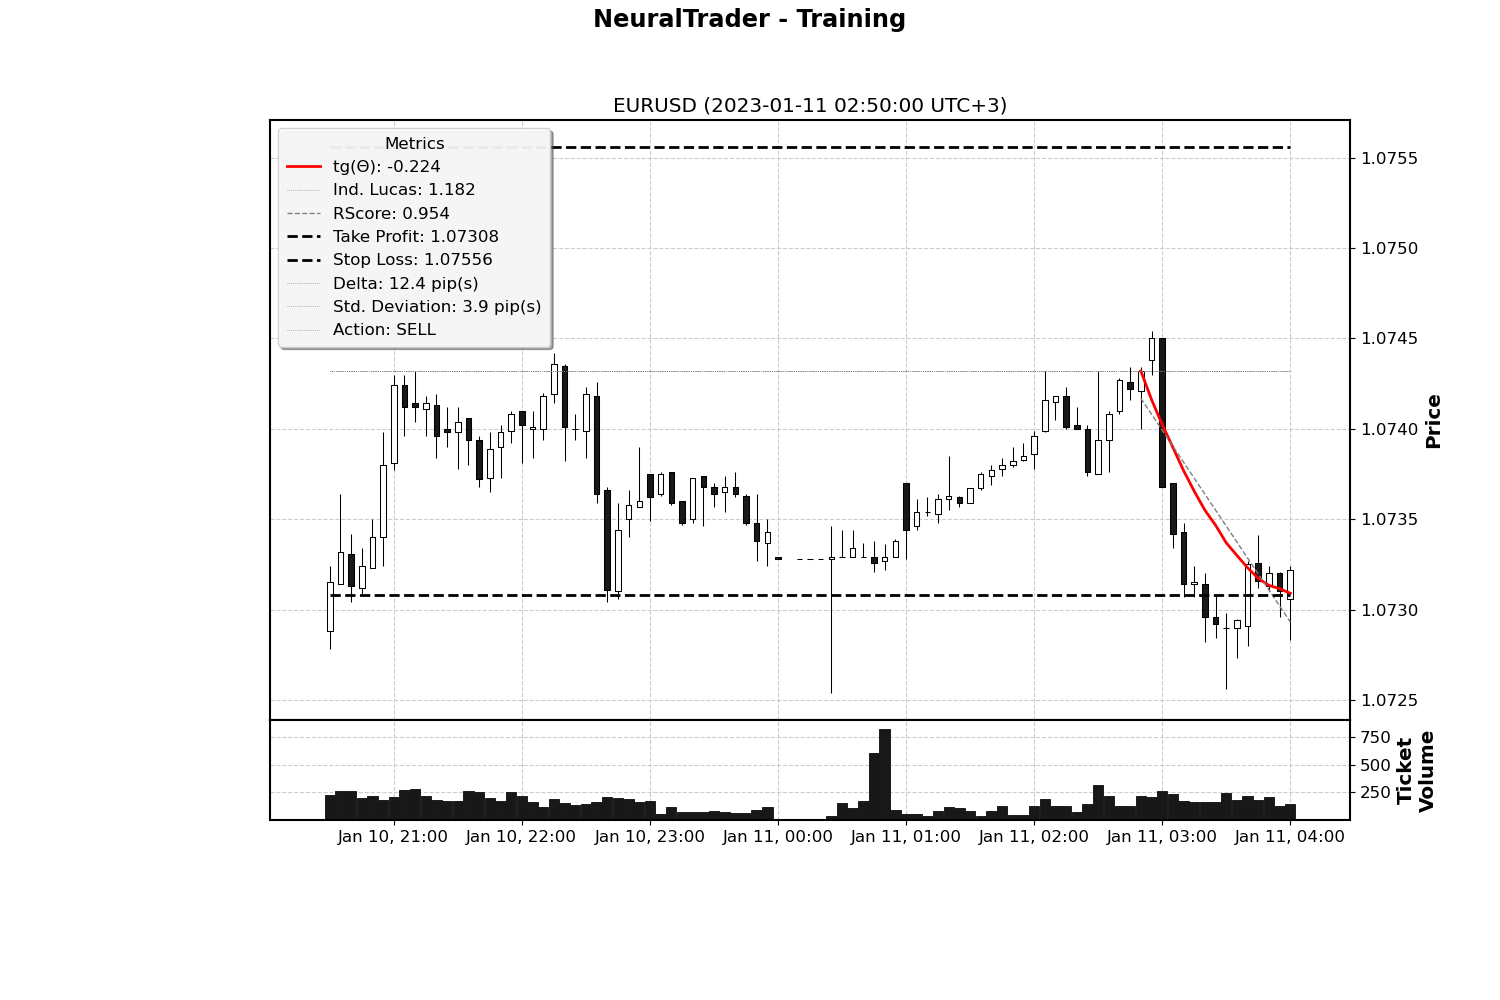 NeuralTrader - Training
EURUSD (2023-01-11 02:50:00 UTC+3)
Metrics
tg(Θ): -0.224
Ind. Lucas: 1.182
RScore: 0.954
Take Profit: 1.07308
Stop Loss: 1.07556
Delta: 12.4 pip(s)
Std. Deviation: 3.9 pip(s)
Action: SELL
1.0755
1.0750
1.0745
1.0740
1.0735
1.0730
1.0725
Price
750
500
250
Ticket
Volume
Jan 10, 21:00
Jan 10, 22:00
Jan 10, 23:00
Jan 11, 00:00
Jan 11, 01:00
Jan 11, 02:00
Jan 11, 03:00
Jan 11, 04:00